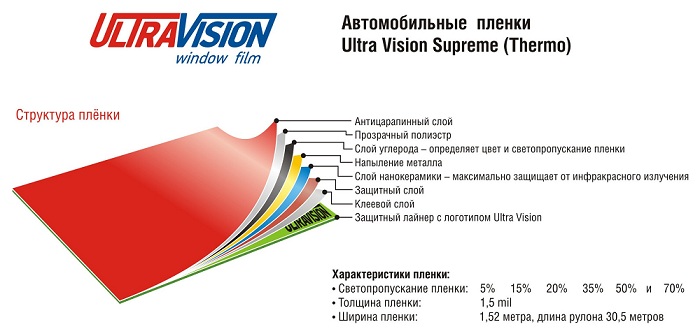 ULTRAVISION
window film
Автомобильные пленки
Ultra Vision Supreme (Thermo)
Структура плёнки
Антицарапинный слой
Прозрачный полиэстр
Слой углерода – определяет цвет и светопропускание пленки
Напыление металла
Слой нанокерамики – максимально защищает от инфракрасного излучения
Защитный слой
Клеевой слой
Защитный лайнер с логотипом Ultra Vision
ULTRAVISION
Характеристики пленки:
• Светопропускание пленки: 5% 15% 20% 35% 50% и 70%
• Толщина пленки: 1,5 mil
• Ширина пленки: 1,52 метра, длина рулона 30,5 метров